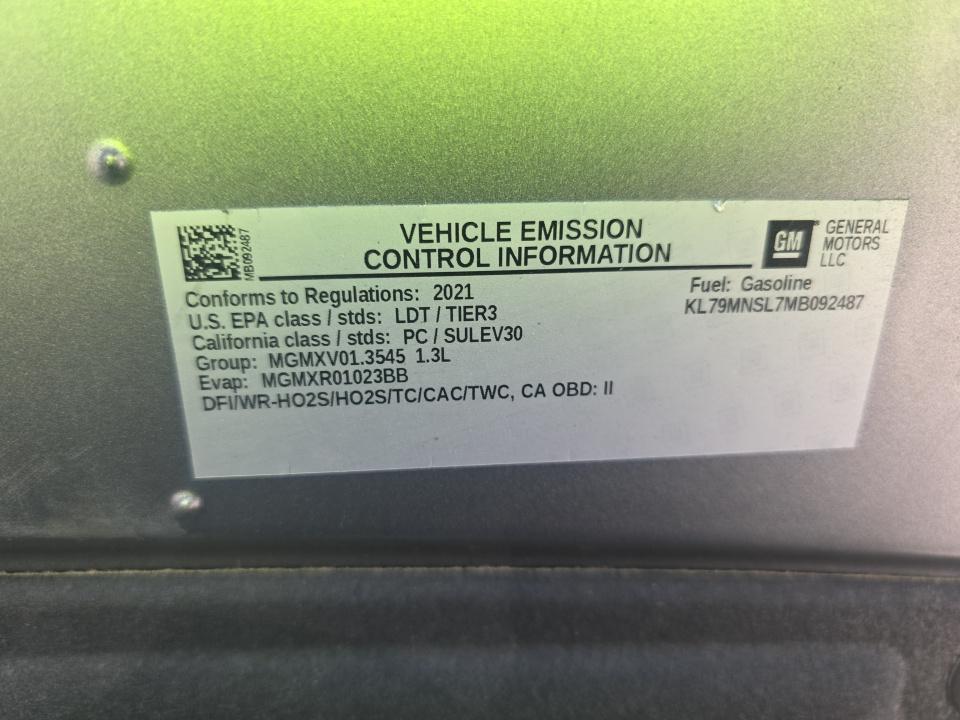 MB092487
VEHICLE EMISSION
CONTROL INFORMATION
GM
GENERAL
MOTORS
LLC
Conforms to Regulations: 2021
U.S. EPA class / stds: LDT / TIER3
California class / stds: PC / SULEV30
Group: MGMXV01.3545 1.3L
Evap: MGMXR01023BB
DFI/WR-HO2S/HO2S/TC/CAC/TWC, CA OBD: II
Fuel: Gasoline
KL79MNSL7MB092487